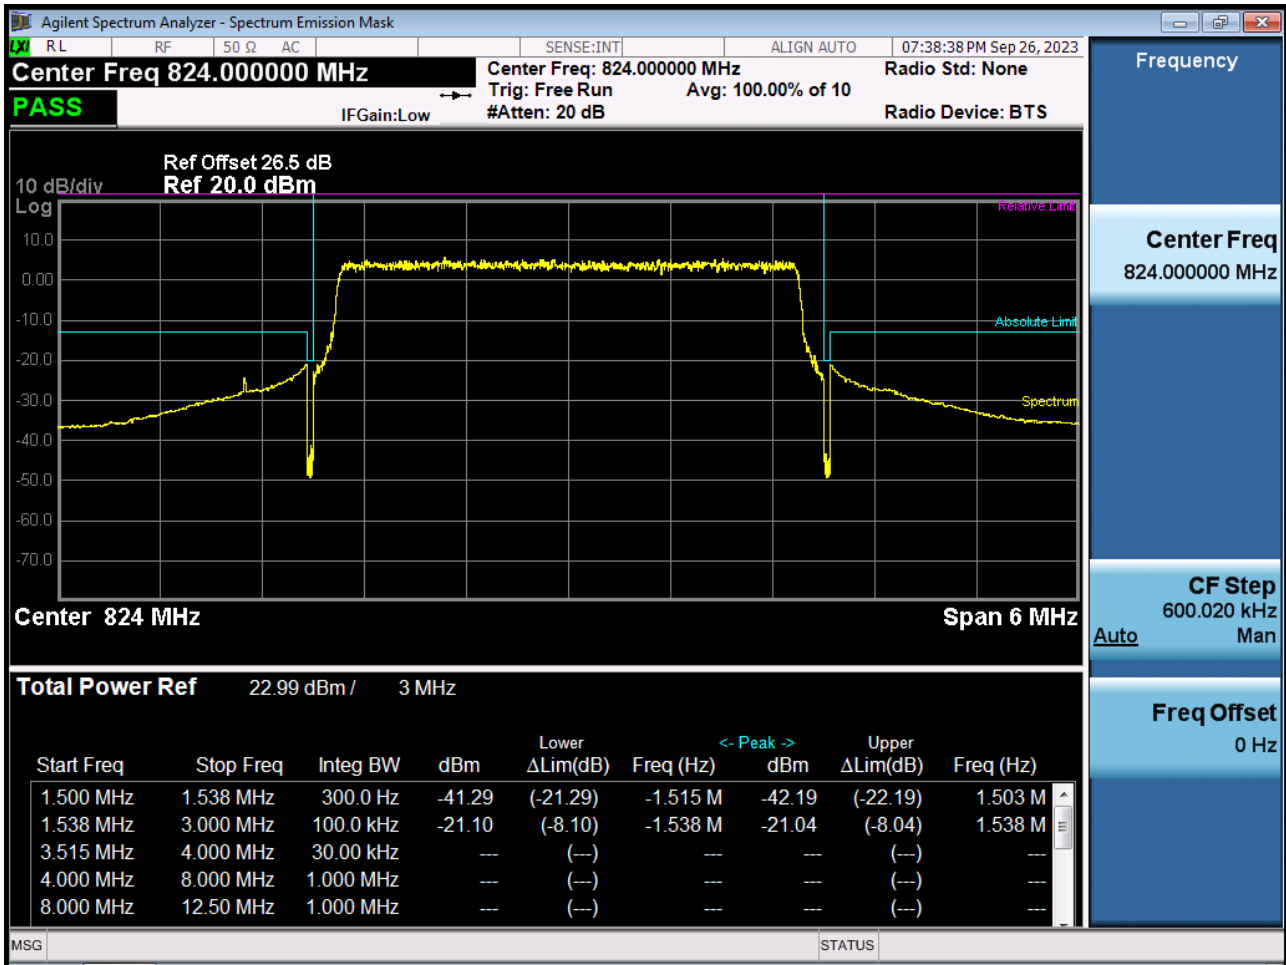 Agilent Spectrum Analyzer - Spectrum Emission Mask
LXI RL RF 50 Ω AC SENSE:INT ALIGN AUTO 07:38:38 PM Sep 26, 2023
Center Freq 824.000000 MHz
Center Freq: 824.000000 MHz
Radio Std: None
Trig: Free Run Avg: 100.00% of 10
PASS
IFGain:Low
#Atten: 20 dB
Radio Device: BTS
Ref Offset 26.5 dB
10 dB/div Ref 20.0 dBm
Log
Relative Limit
10.0
0.00
-10.0
Absolute Limit
-20.0
-30.0
Spectrum
-40.0
-50.0
-60.0
-70.0
Center 824 MHz Span 6 MHz
Total Power Ref 22.99 dBm / 3 MHz
Lower <- Peak -> Upper
Start Freq Stop Freq Integ BW dBm ΔLim(dB) Freq (Hz) dBm ΔLim(dB) Freq (Hz)
1.500 MHz 1.538 MHz 300.0 Hz -41.29 (-21.29) -1.515 M -42.19 (-22.19) 1.503 M
1.538 MHz 3.000 MHz 100.0 kHz -21.10 (-8.10) -1.538 M -21.04 (-8.04) 1.538 M
3.515 MHz 4.000 MHz 30.00 kHz --- (---) --- --- (---) ---
4.000 MHz 8.000 MHz 1.000 MHz --- (---) --- --- (---) ---
8.000 MHz 12.50 MHz 1.000 MHz --- (---) --- --- (---) ---
MSG STATUS
Frequency
Center Freq
824.000000 MHz
CF Step
600.020 kHz
Auto Man
Freq Offset
0 Hz